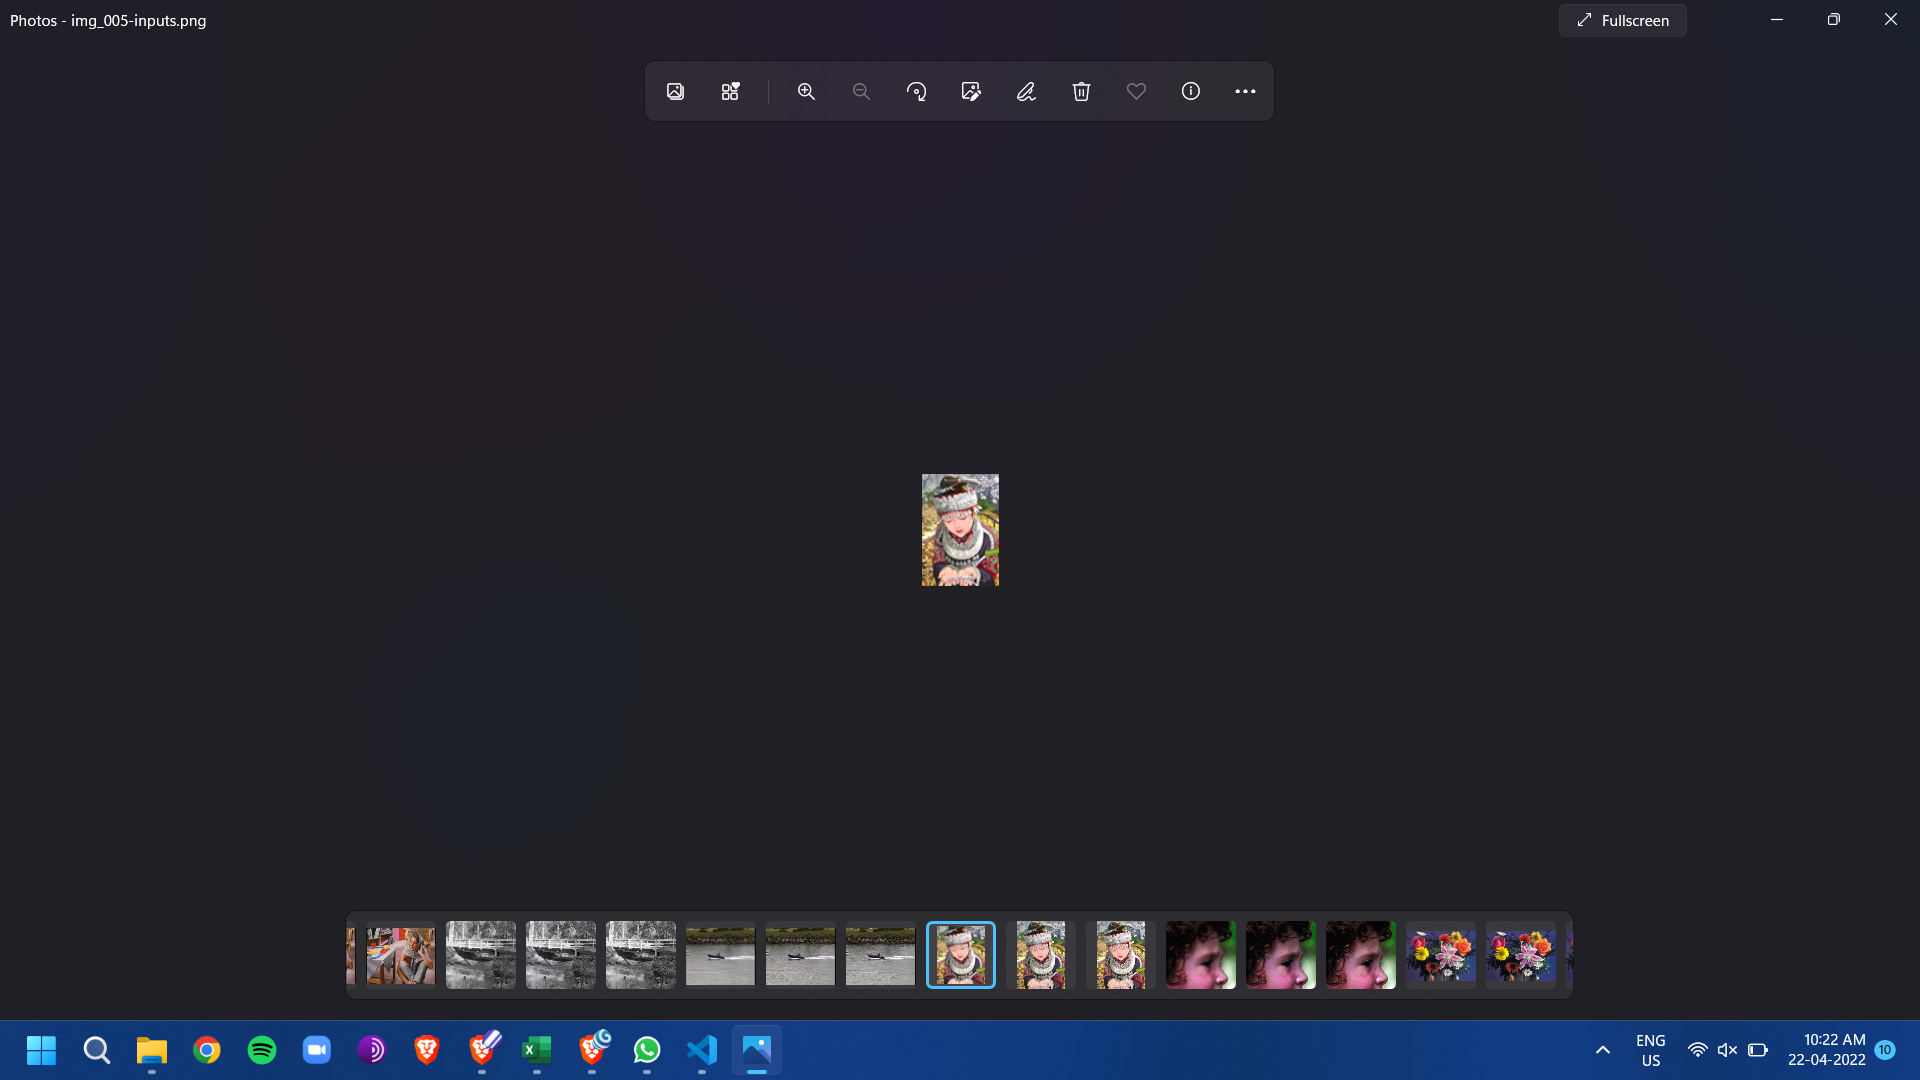 Photos - img_005-inputs.png
Fullscreen
ENG
US
10:22 AM
22-04-2022
10